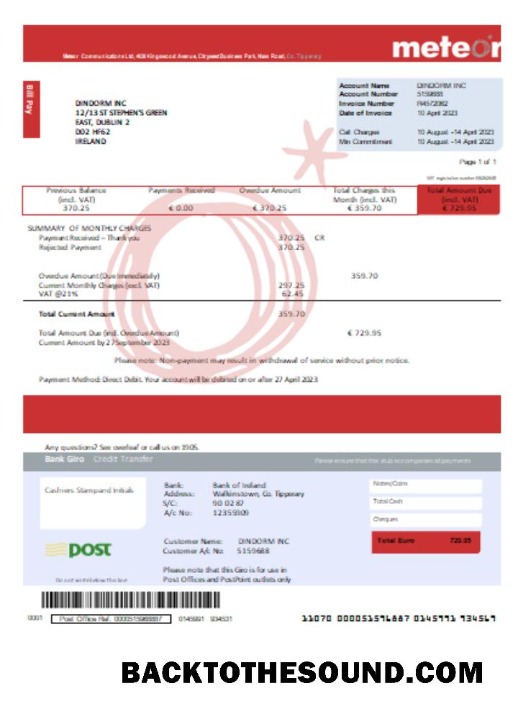 Meteor Communications Ltd, 4030 Kingswood Avenue, Citywest Business Park, Naas Road, Co. Tipperary
meteor
Bill Pay
DINDORM INC
12/13 ST STEPHEN'S GREEN
EAST, DUBLIN 2
D02 HF62
IRELAND
Account Name DINDORM INC
Account Number 5159688
Invoice Number R4572062
Date of Invoice 10 April 2023
Call Charges 10 August -14 April 2023
Min Commitment 10 August -14 April 2023
Page 1 of 1
VAT registration number
Previous Balance Payments Received Overdue Amount Total Charges this Total Amount Due
(incl. VAT) Month (incl. VAT) (incl. VAT)
370.25 € 0.00 € 370.25 € 359.70 € 729.95
SUMMARY OF MONTHLY CHARGES
Payment Received – Thank you 370.25 CR
Rejected Payment 370.25
Overdue Amount (Due Immediately) 359.70
Current Monthly Charges (excl. VAT) 297.25
VAT @21% 62.45
Total Current Amount 359.70
Total Amount Due (incl. Overdue Amount) € 729.95
Current Amount by 27 September 2023
Please note: Non-payment may result in withdrawal of service without prior notice.
Payment Method: Direct Debit. Your account will be debited on or after 27 April 2023
Any questions? See overleaf or call us on 1905.
Bank Giro Credit Transfer Please ensure that this slip accompanies all payments
Cashiers Stamp and Initials
Bank: Bank of Ireland
Address: Walkinstown, Co. Tipperary
S/C: 90 02 87
A/c No: 12355909
Notes/Coins
Total Cash
Cheques
Total Euro 729.95
post
Customer Name: DINDORM INC
Customer A/c No: 5159688
Please note that this Giro is for use in
Post Offices and PostPoint outlets only
Do not write below this line
0001 Post Office Ref. 0000515968887 0145991 934531
11070 000051596887 0145991 934567
BACKTOTHESOUND.COM